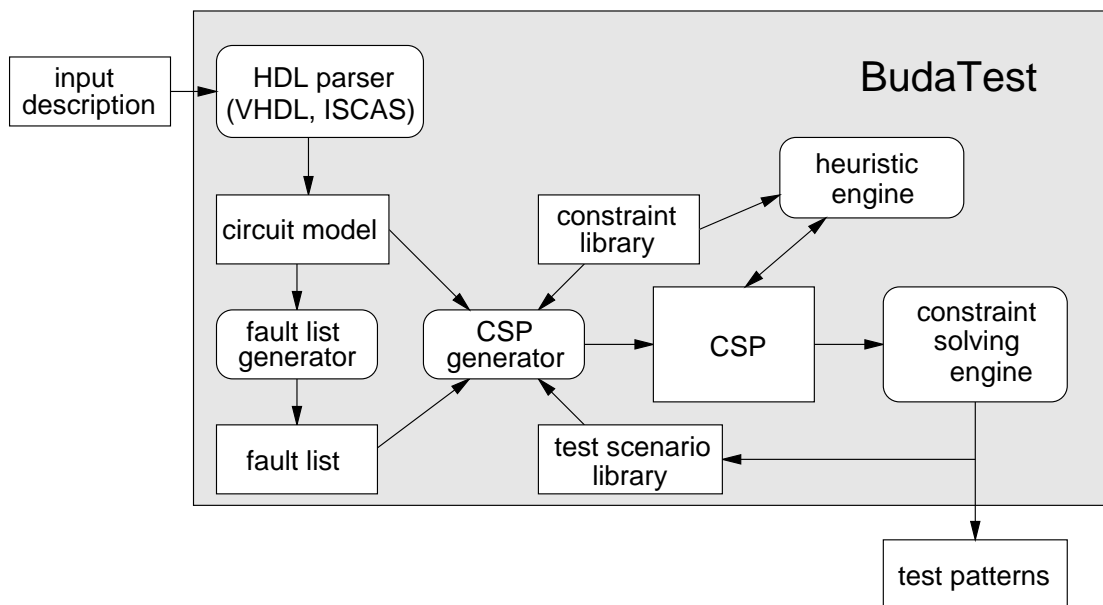 BudaTest
input
description
HDL parser
(VHDL, ISCAS)
heuristic
engine
circuit model
constraint
library
fault list
generator
CSP
generator
CSP
constraint
solving
engine
fault list
test scenario
library
test patterns